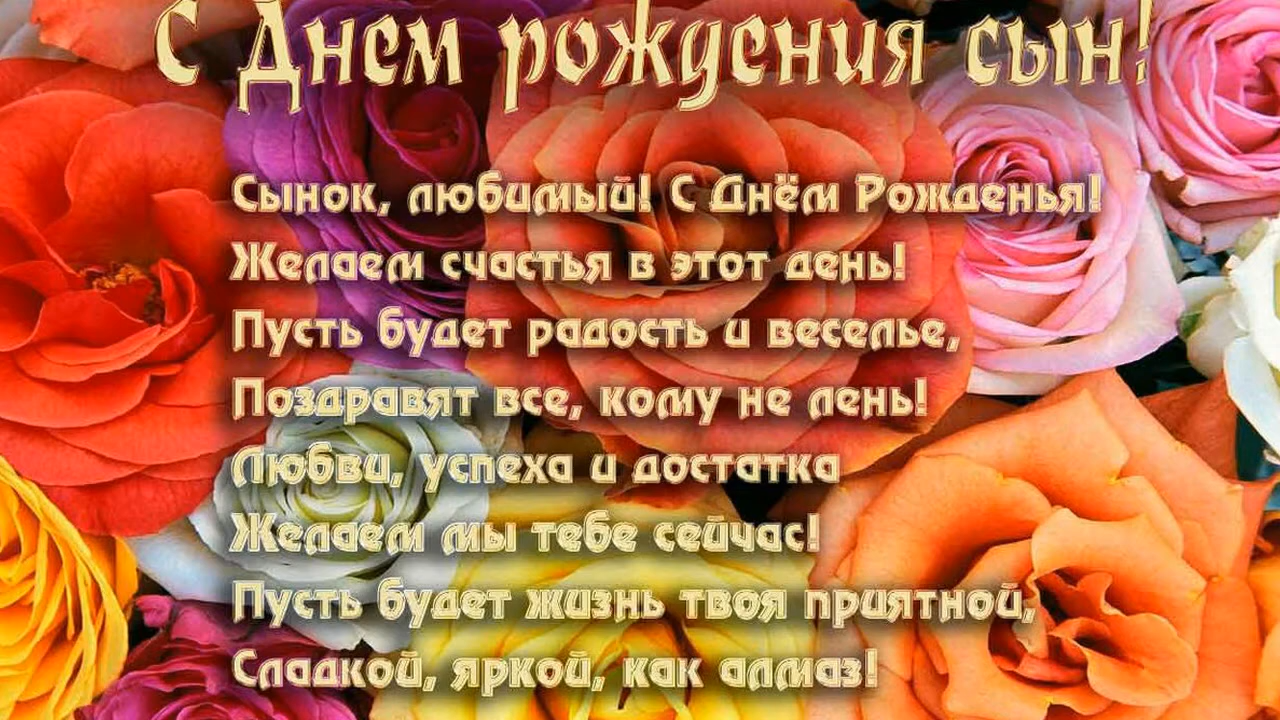 С Днем рождения сын!
Сынок, любимый! С Днём Рожденья!
Желаем счастья в этот день!
Пусть будет радость и веселье,
Поздравят все, кому не лень!
Любви, успеха и достатка
Желаем мы тебе сейчас!
Пусть будет жизнь твоя приятной,
Сладкой, яркой, как алмаз!